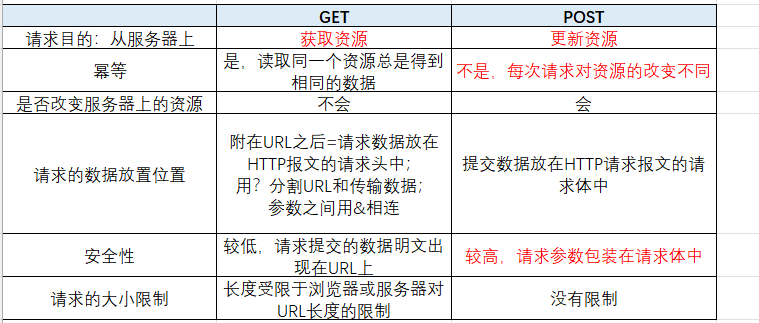 GET POST
请求目的：从服务器上 获取资源 更新资源
幂等 是，读取同一个资源总是得到 不是，每次请求对资源的改变不同
相同的数据
是否改变服务器上的资源 不会 会
请求的数据放置位置 附在URL之后=请求数据放在 提交数据放在HTTP请求报文的请
HTTP报文的请求头中； 求体中
用？分割URL和传输数据；
参数之间用&相连
安全性 较低，请求提交的数据明文出 较高，请求参数包装在请求体中
现在URL上
请求的大小限制 长度受限于浏览器或服务器对 没有限制
URL长度的限制